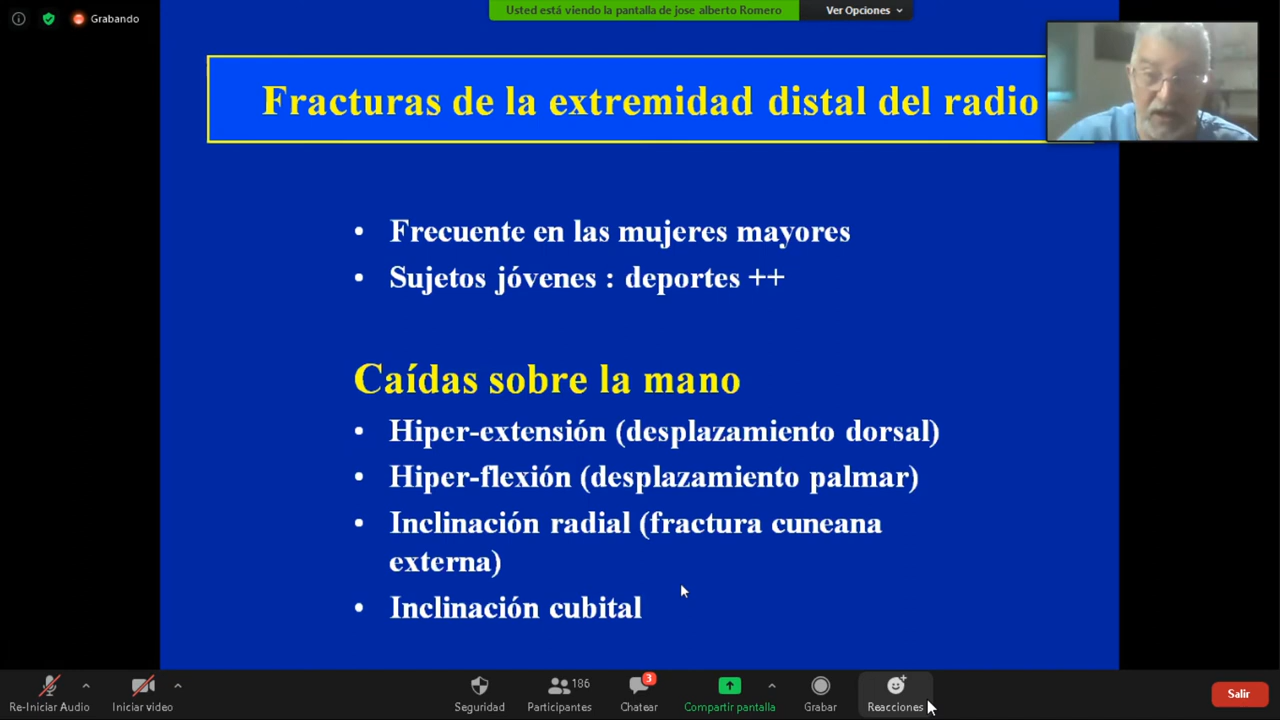 Grabando
Usted está viendo la pantalla de jose alberto Romero
Ver Opciones
Fracturas de la extremidad distal del radio
• Frecuente en las mujeres mayores
• Sujetos jóvenes : deportes ++
Caídas sobre la mano
• Hiper-extensión (desplazamiento dorsal)
• Hiper-flexión (desplazamiento palmar)
• Inclinación radial (fractura cuneana
externa)
• Inclinación cubital
Re-Iniciar Audio
Iniciar video
Seguridad
186
Participantes
3
Chatear
Compartir pantalla
Grabar
Reacciones
Salir